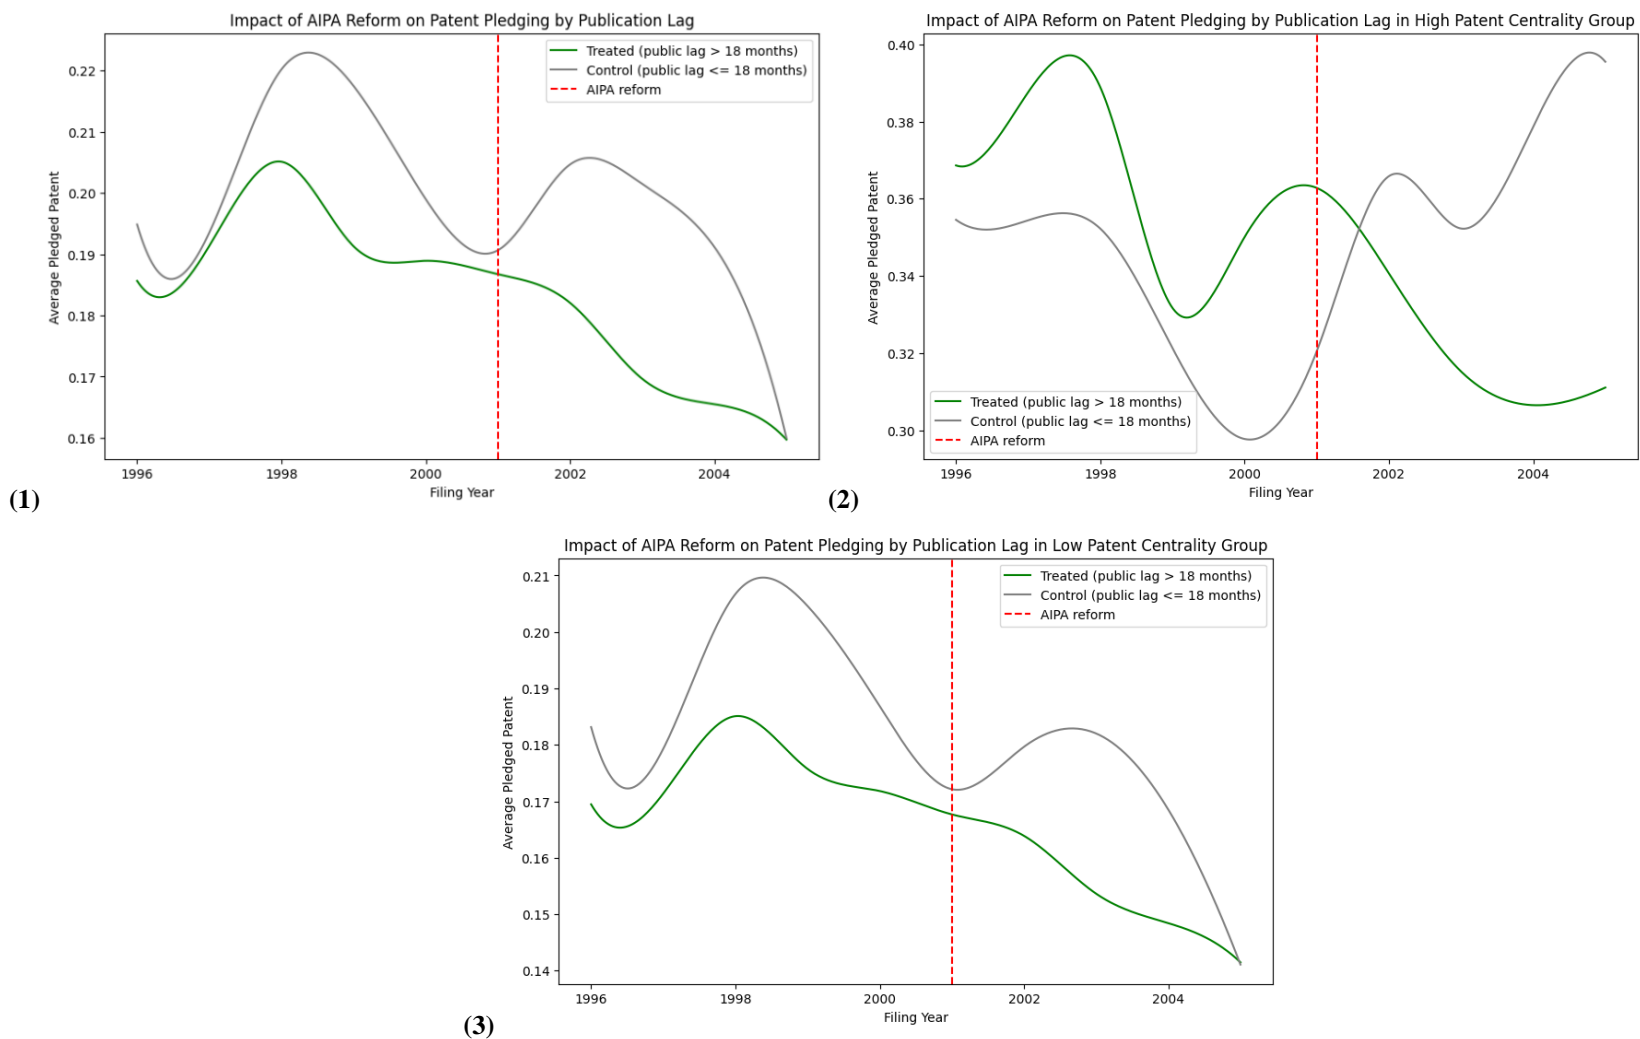 Impact of AIPA Reform on Patent Pledging by Publication Lag
Average Pledged Patent
0.22
0.21
0.20
0.19
0.18
0.17
0.16
Treated (public lag > 18 months)
Control (public lag <= 18 months)
AIPA reform
1996 1998 2000 2002 2004
Filing Year
(1)
Impact of AIPA Reform on Patent Pledging by Publication Lag in High Patent Centrality Group
Average Pledged Patent
0.40
0.38
0.36
0.34
0.32
0.30
Treated (public lag > 18 months)
Control (public lag <= 18 months)
AIPA reform
1996 1998 2000 2002 2004
Filing Year
(2)
Impact of AIPA Reform on Patent Pledging by Publication Lag in Low Patent Centrality Group
Average Pledged Patent
0.21
0.20
0.19
0.18
0.17
0.16
0.15
0.14
Treated (public lag > 18 months)
Control (public lag <= 18 months)
AIPA reform
1996 1998 2000 2002 2004
Filing Year
(3)